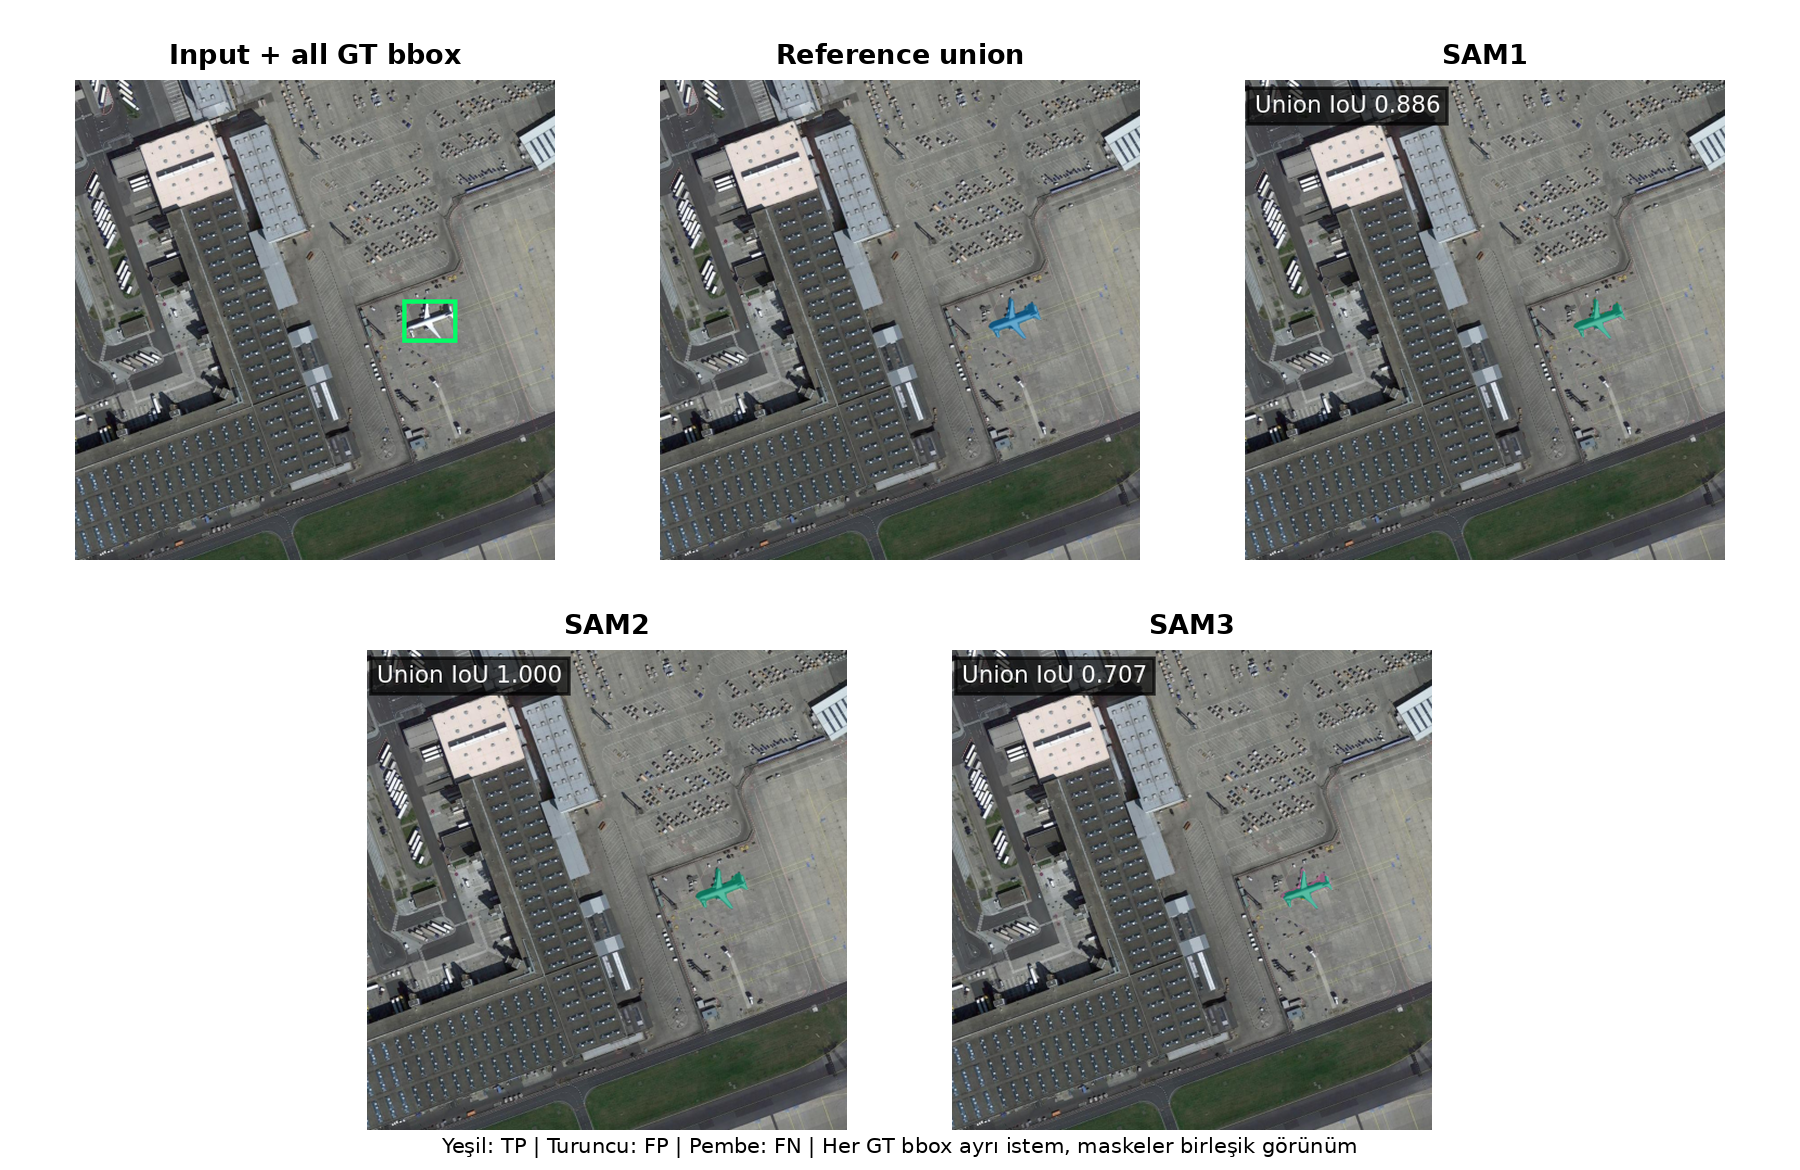 Input + all GT bbox
Reference union
SAM1
Union IoU 0.886
SAM2
SAM3
Union IoU 1.000
Union IoU 0.707
Yeşil: TP | Turuncu: FP | Pembe: FN | Her GT bbox ayrı istem, maskeler birleşik görünüm